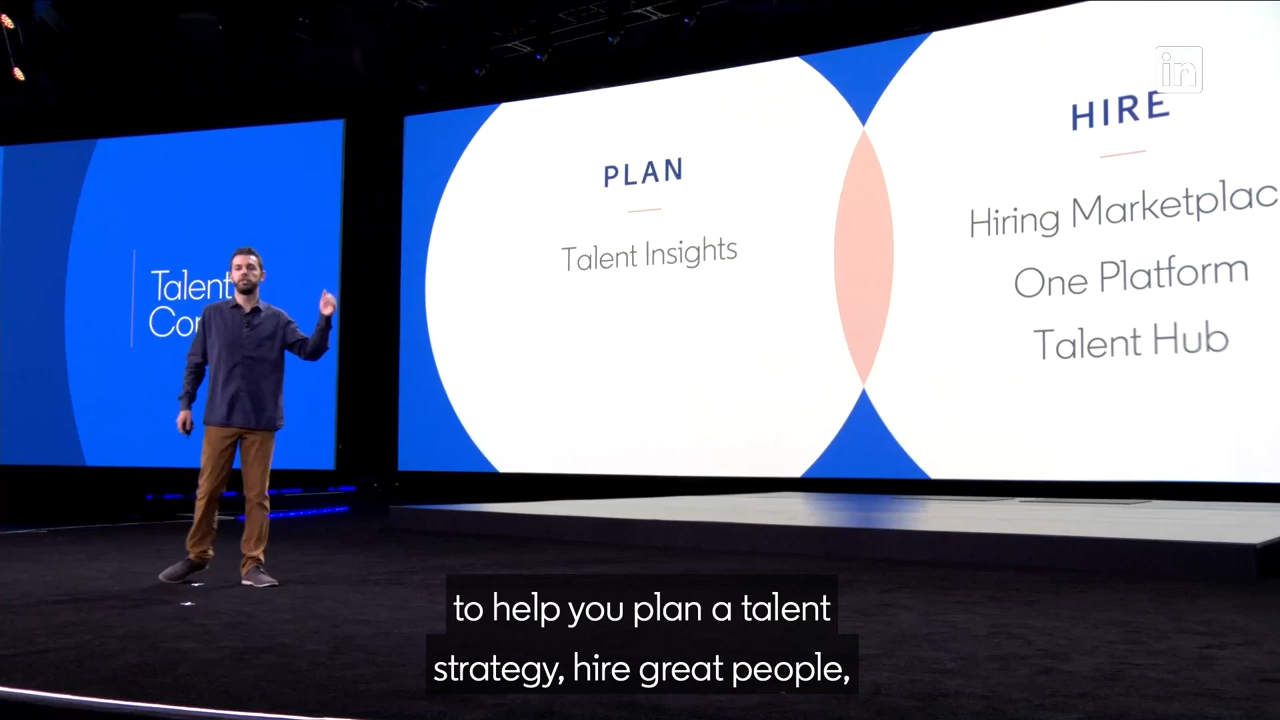 in
HIRE
PLAN
Talent Insights
Hiring Marketplac
One Platform
Talent Hub
Talent
Co
to help you plan a talent
strategy, hire great people,